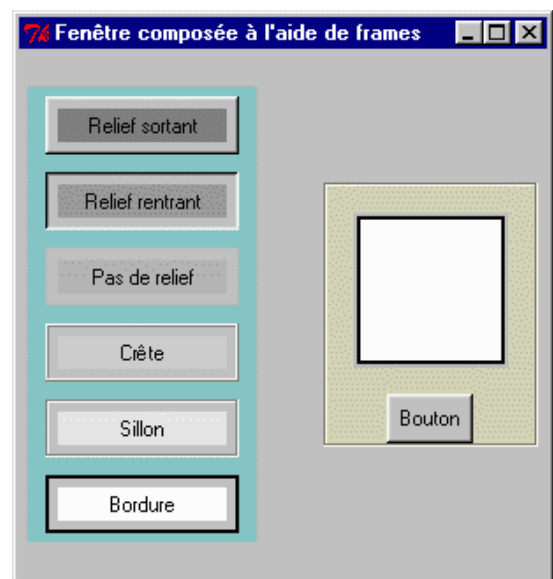 Fenêtre composée à l'aide de frames
Relief sortant
Relief rentrant
Pas de relief
Crête
Sillon
Bordure
Bouton